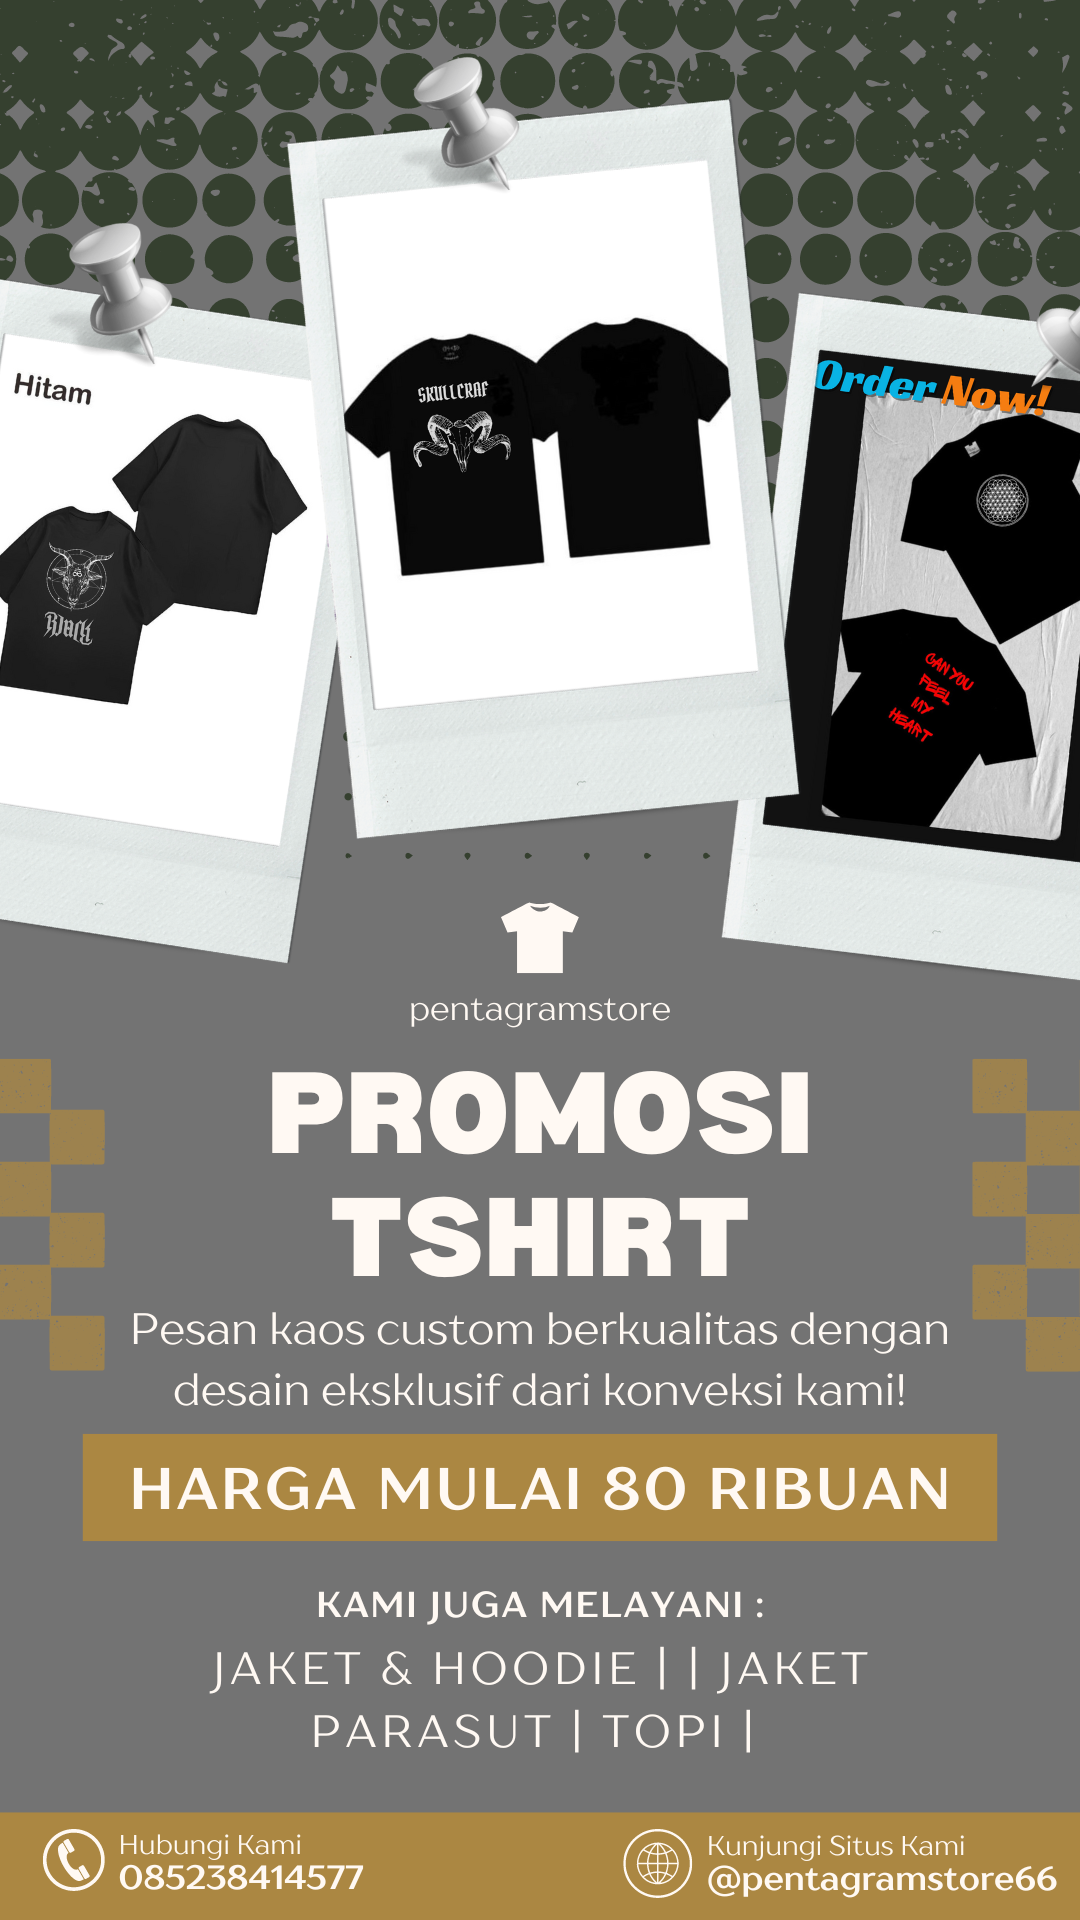 Hitam
SKULLCRAF
Order Now!
CAN YOU
FEEL
MY
HEART
pentagramstore
PROMOSI
TSHIRT
Pesan kaos custom berkualitas dengan
desain eksklusif dari konveksi kami!
HARGA MULAI 80 RIBUAN
KAMI JUGA MELAYANI :
JAKET & HOODIE | | JAKET
PARASUT | TOPI |
Hubungi Kami
085238414577
Kunjungi Situs Kami
@pentagramstore66